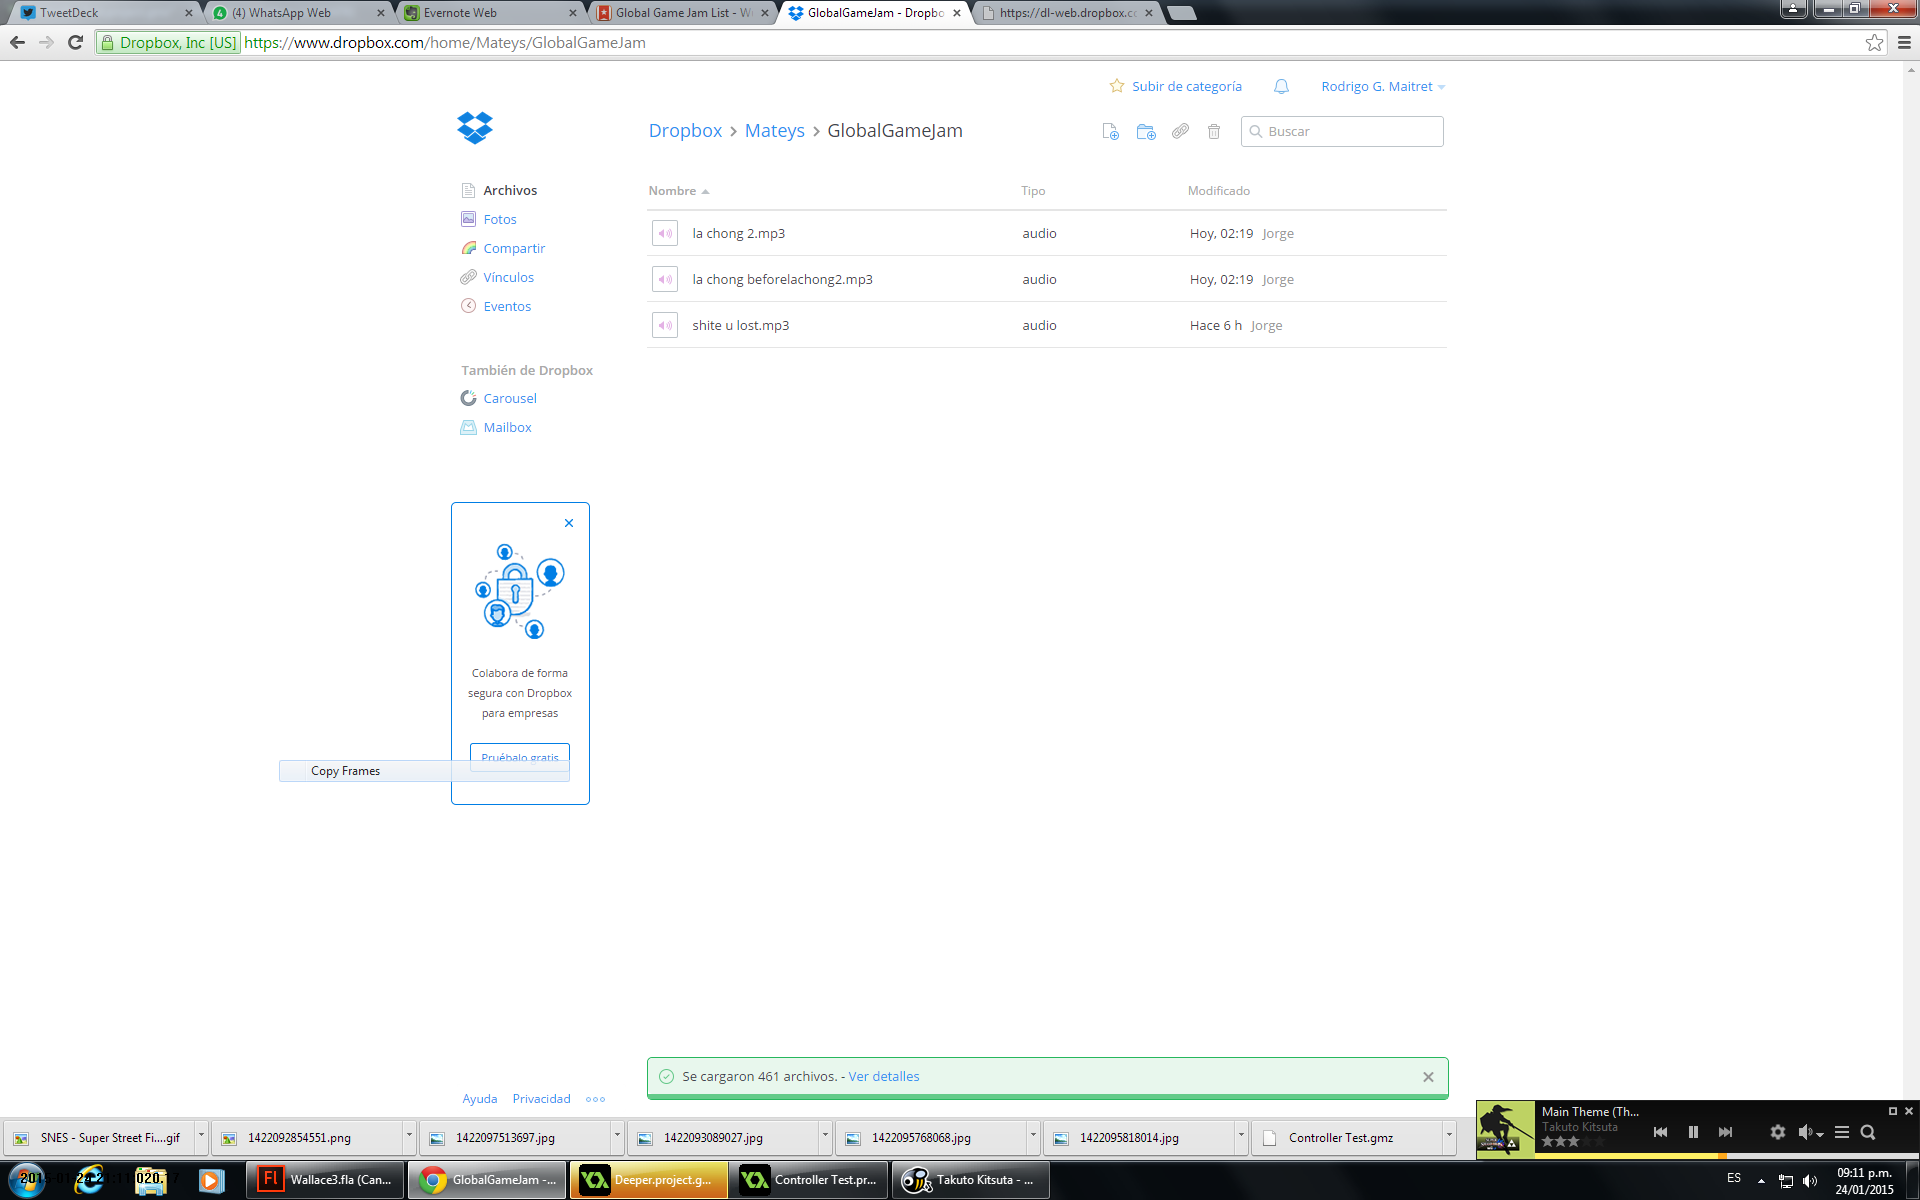 TweetDeck
(4) WhatsApp Web
Evernote Web
Global Game Jam List - W
GlobalGameJam - Dropbo
https://dl-web.dropbox.c
Dropbox, Inc [US] https://www.dropbox.com/home/Mateys/GlobalGameJam
Subir de categoría
Rodrigo G. Maitret
Dropbox > Mateys > GlobalGameJam
Buscar
Archivos
Fotos
Compartir
Vínculos
Eventos
También de Dropbox
Carousel
Mailbox
Nombre Tipo Modificado
la chong 2.mp3 audio Hoy, 02:19 Jorge
la chong beforelachong2.mp3 audio Hoy, 02:19 Jorge
shite u lost.mp3 audio Hace 6 h Jorge
Colabora de forma
segura con Dropbox
para empresas
Pruébalo gratis
Copy Frames
Se cargaron 461 archivos. - Ver detalles
Ayuda Privacidad
SNES - Super Street Fi....gif
1422092854551.png
1422097513697.jpg
1422093089027.jpg
1422095768068.jpg
1422095818014.jpg
Controller Test.gmz
Main Theme (Th...
Takuto Kitsuta
Wallace3.fla (Can...
GlobalGameJam -...
Deeper.project.g...
Controller Test.pr...
Takuto Kitsuta - ...
ES
09:11 p.m.
24/01/2015